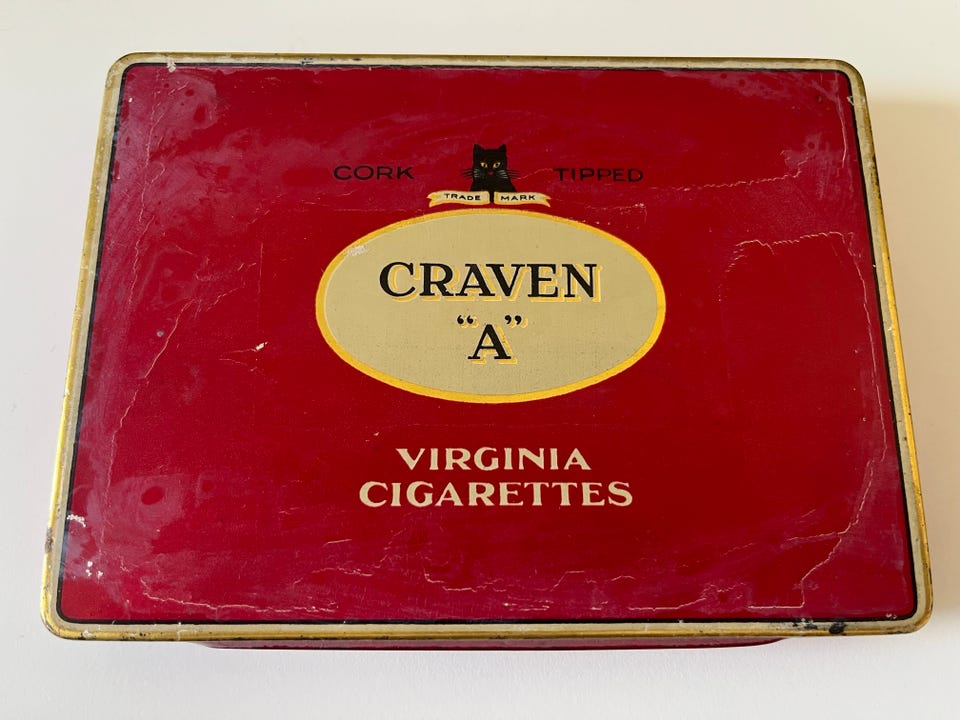 CORK TIPPED
TRADE MARK
CRAVEN
“A”
VIRGINIA
CIGARETTES